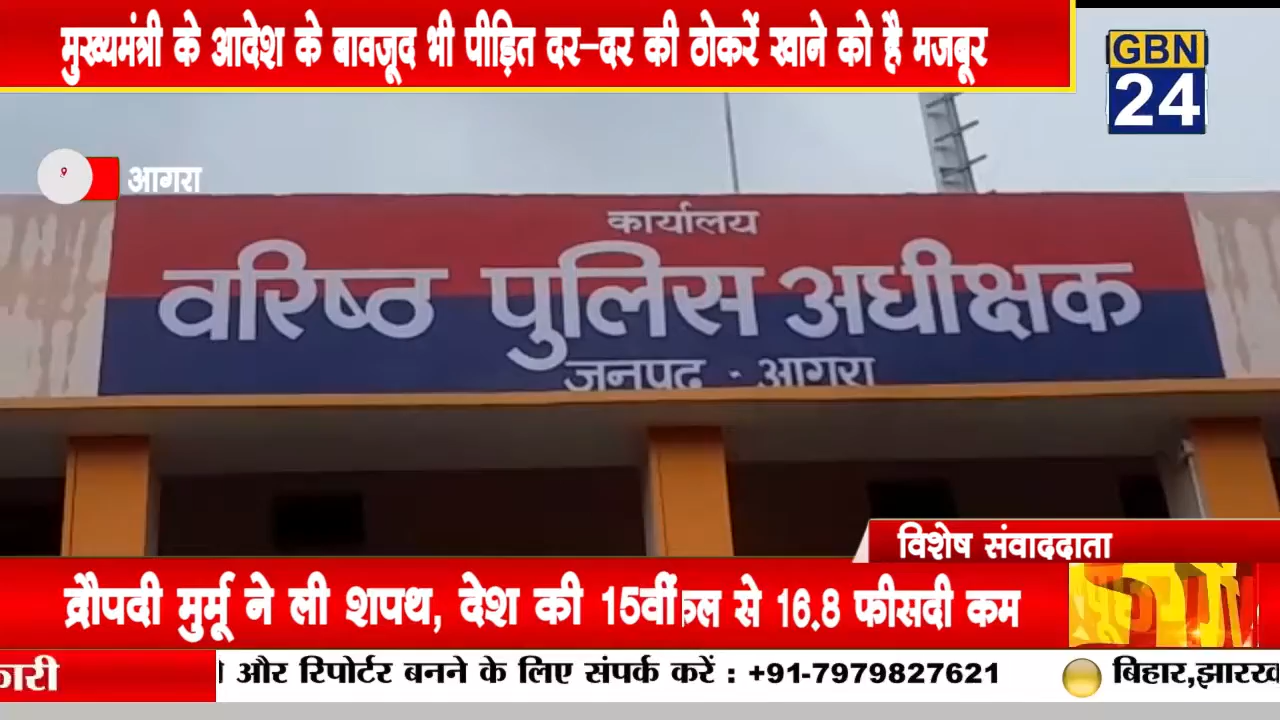 मुख्यमंत्री के आदेश के बावजूद भी पीड़ित दर-दर की ठोकरें खाने को है मजबूर
GBN
24
आगरा
कार्यालय
वरिष्ठ पुलिस अधीक्षक
जनपद - आगरा
विशेष संवाददाता
द्रौपदी मुर्मू ने ली शपथ, देश की 15वीं से 16.8 फीसदी कम
और रिपोर्टर बनने के लिए संपर्क करें : +91-7979827621
बिहार,झारख